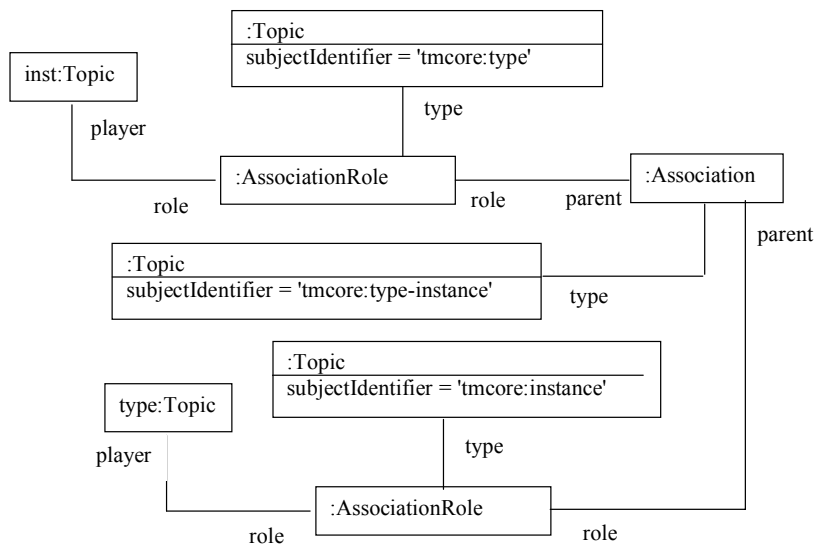 :Topic
subjectIdentifier = 'tmcore:type'
inst:Topic
type
player
:AssociationRole
:Association
role
role
parent
parent
:Topic
subjectIdentifier = 'tmcore:type-instance'
type
:Topic
subjectIdentifier = 'tmcore:instance'
type:Topic
player
type
:AssociationRole
role
role